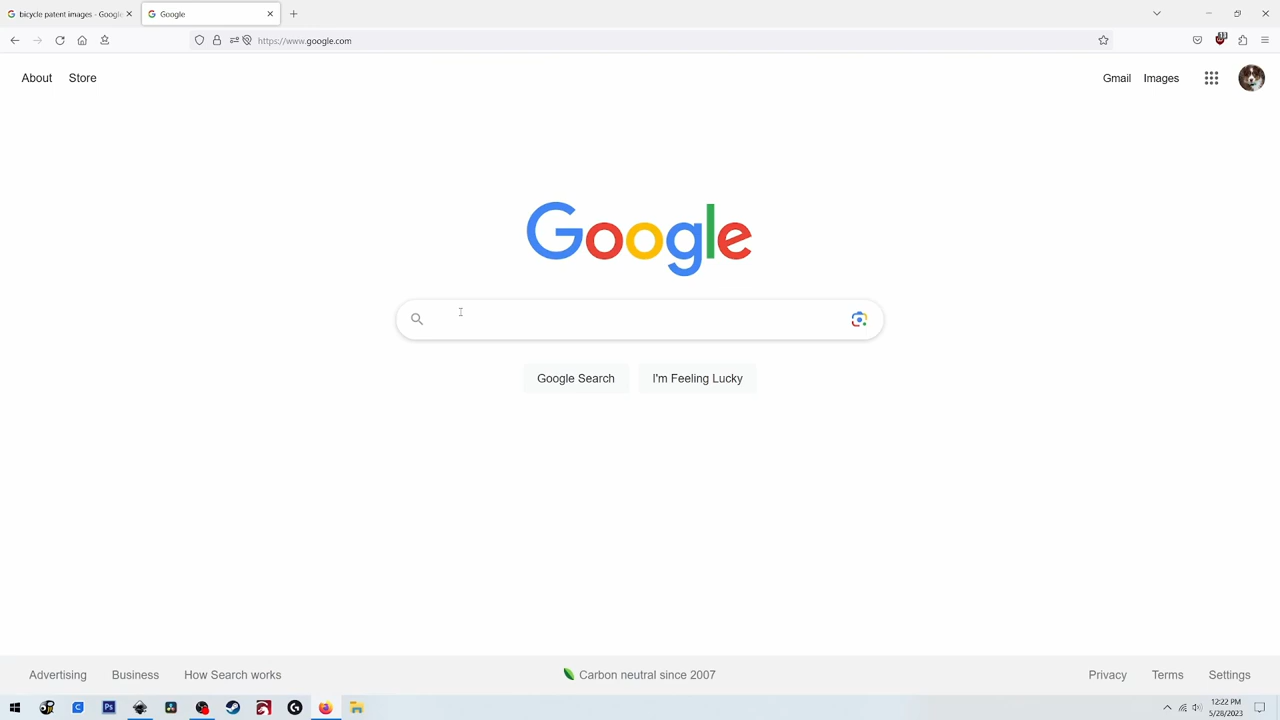 bicycle patent images - Google
Google
https://www.google.com
About Store
Gmail Images
Google
Google Search I'm Feeling Lucky
Advertising Business How Search works
Carbon neutral since 2007
Privacy Terms Settings
Ps
12:22 PM
5/28/2023